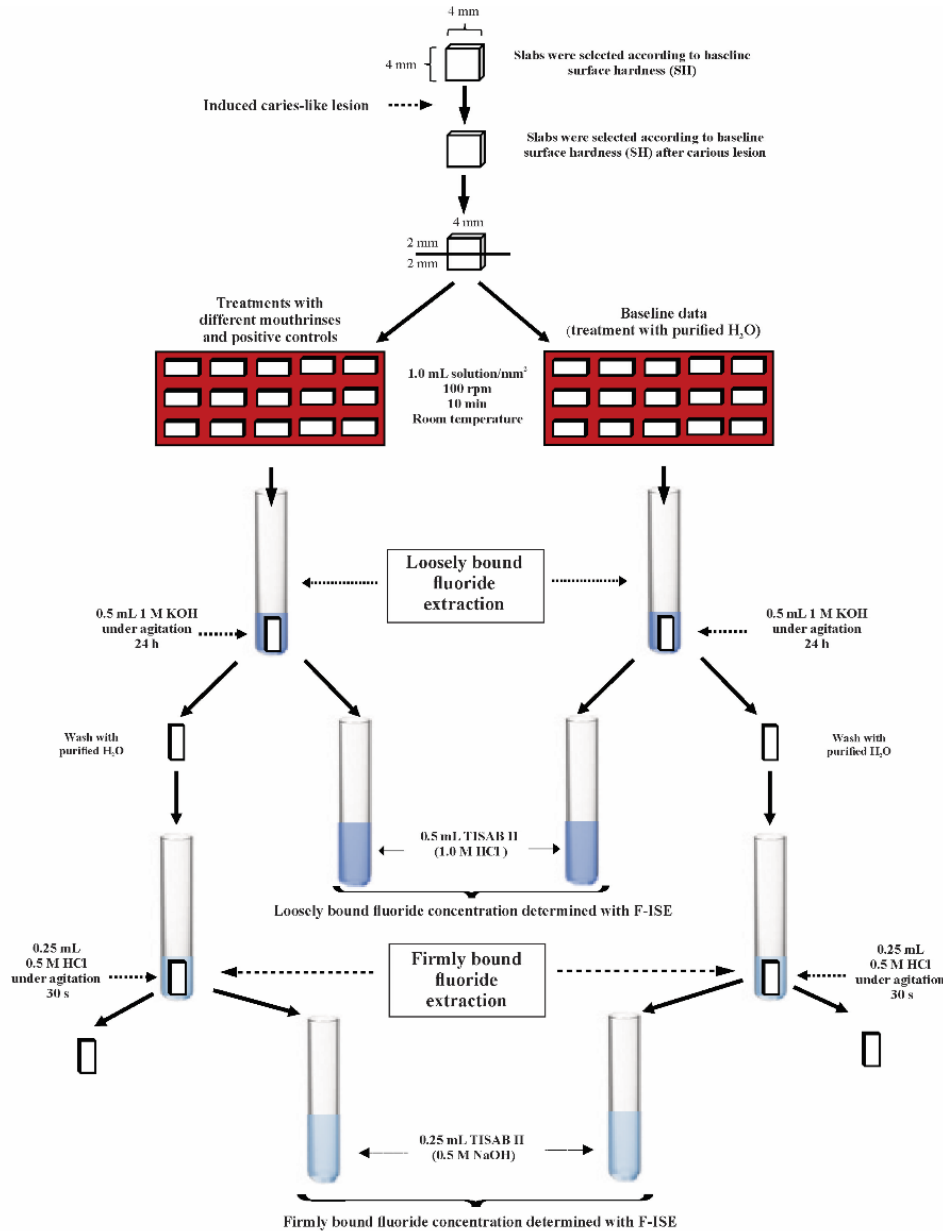 4 mm
4 mm
Slabs were selected according to bascline
surface hardness (SH)
Induced caries-like lesion
Slabs were selected according to baseline
surface hardness (SH) after carious lesion
4 mm
2 mm
2 mm
Treatments with
different mouthrinses
and positive controls
Baseline data
(treatment with purified H₂O)
1.0 mL solution/mm²
100 rpm
10 min
Room temperature
Loosely bound
fluoride
extraction
0.5 mL 1 M KOH
under agitation
24 h
0.5 mL 1 M KOH
under agitation
24 h
Wash with
purified H₂O
Wash with
purified H₂O
0.5 mL TISAB II
(1.0 M HCl)
Loosely bound fluoride concentration determined with F-ISE
0.25 mL
0.5 M HCl
under agitation
30 s
Firmly bound
fluoride
extraction
0.25 mL
0.5 M HCl
under agitation
30 s
0.25 mL TISAB II
(0.5 M NaOH)
Firmly bound fluoride concentration determined with F-ISE